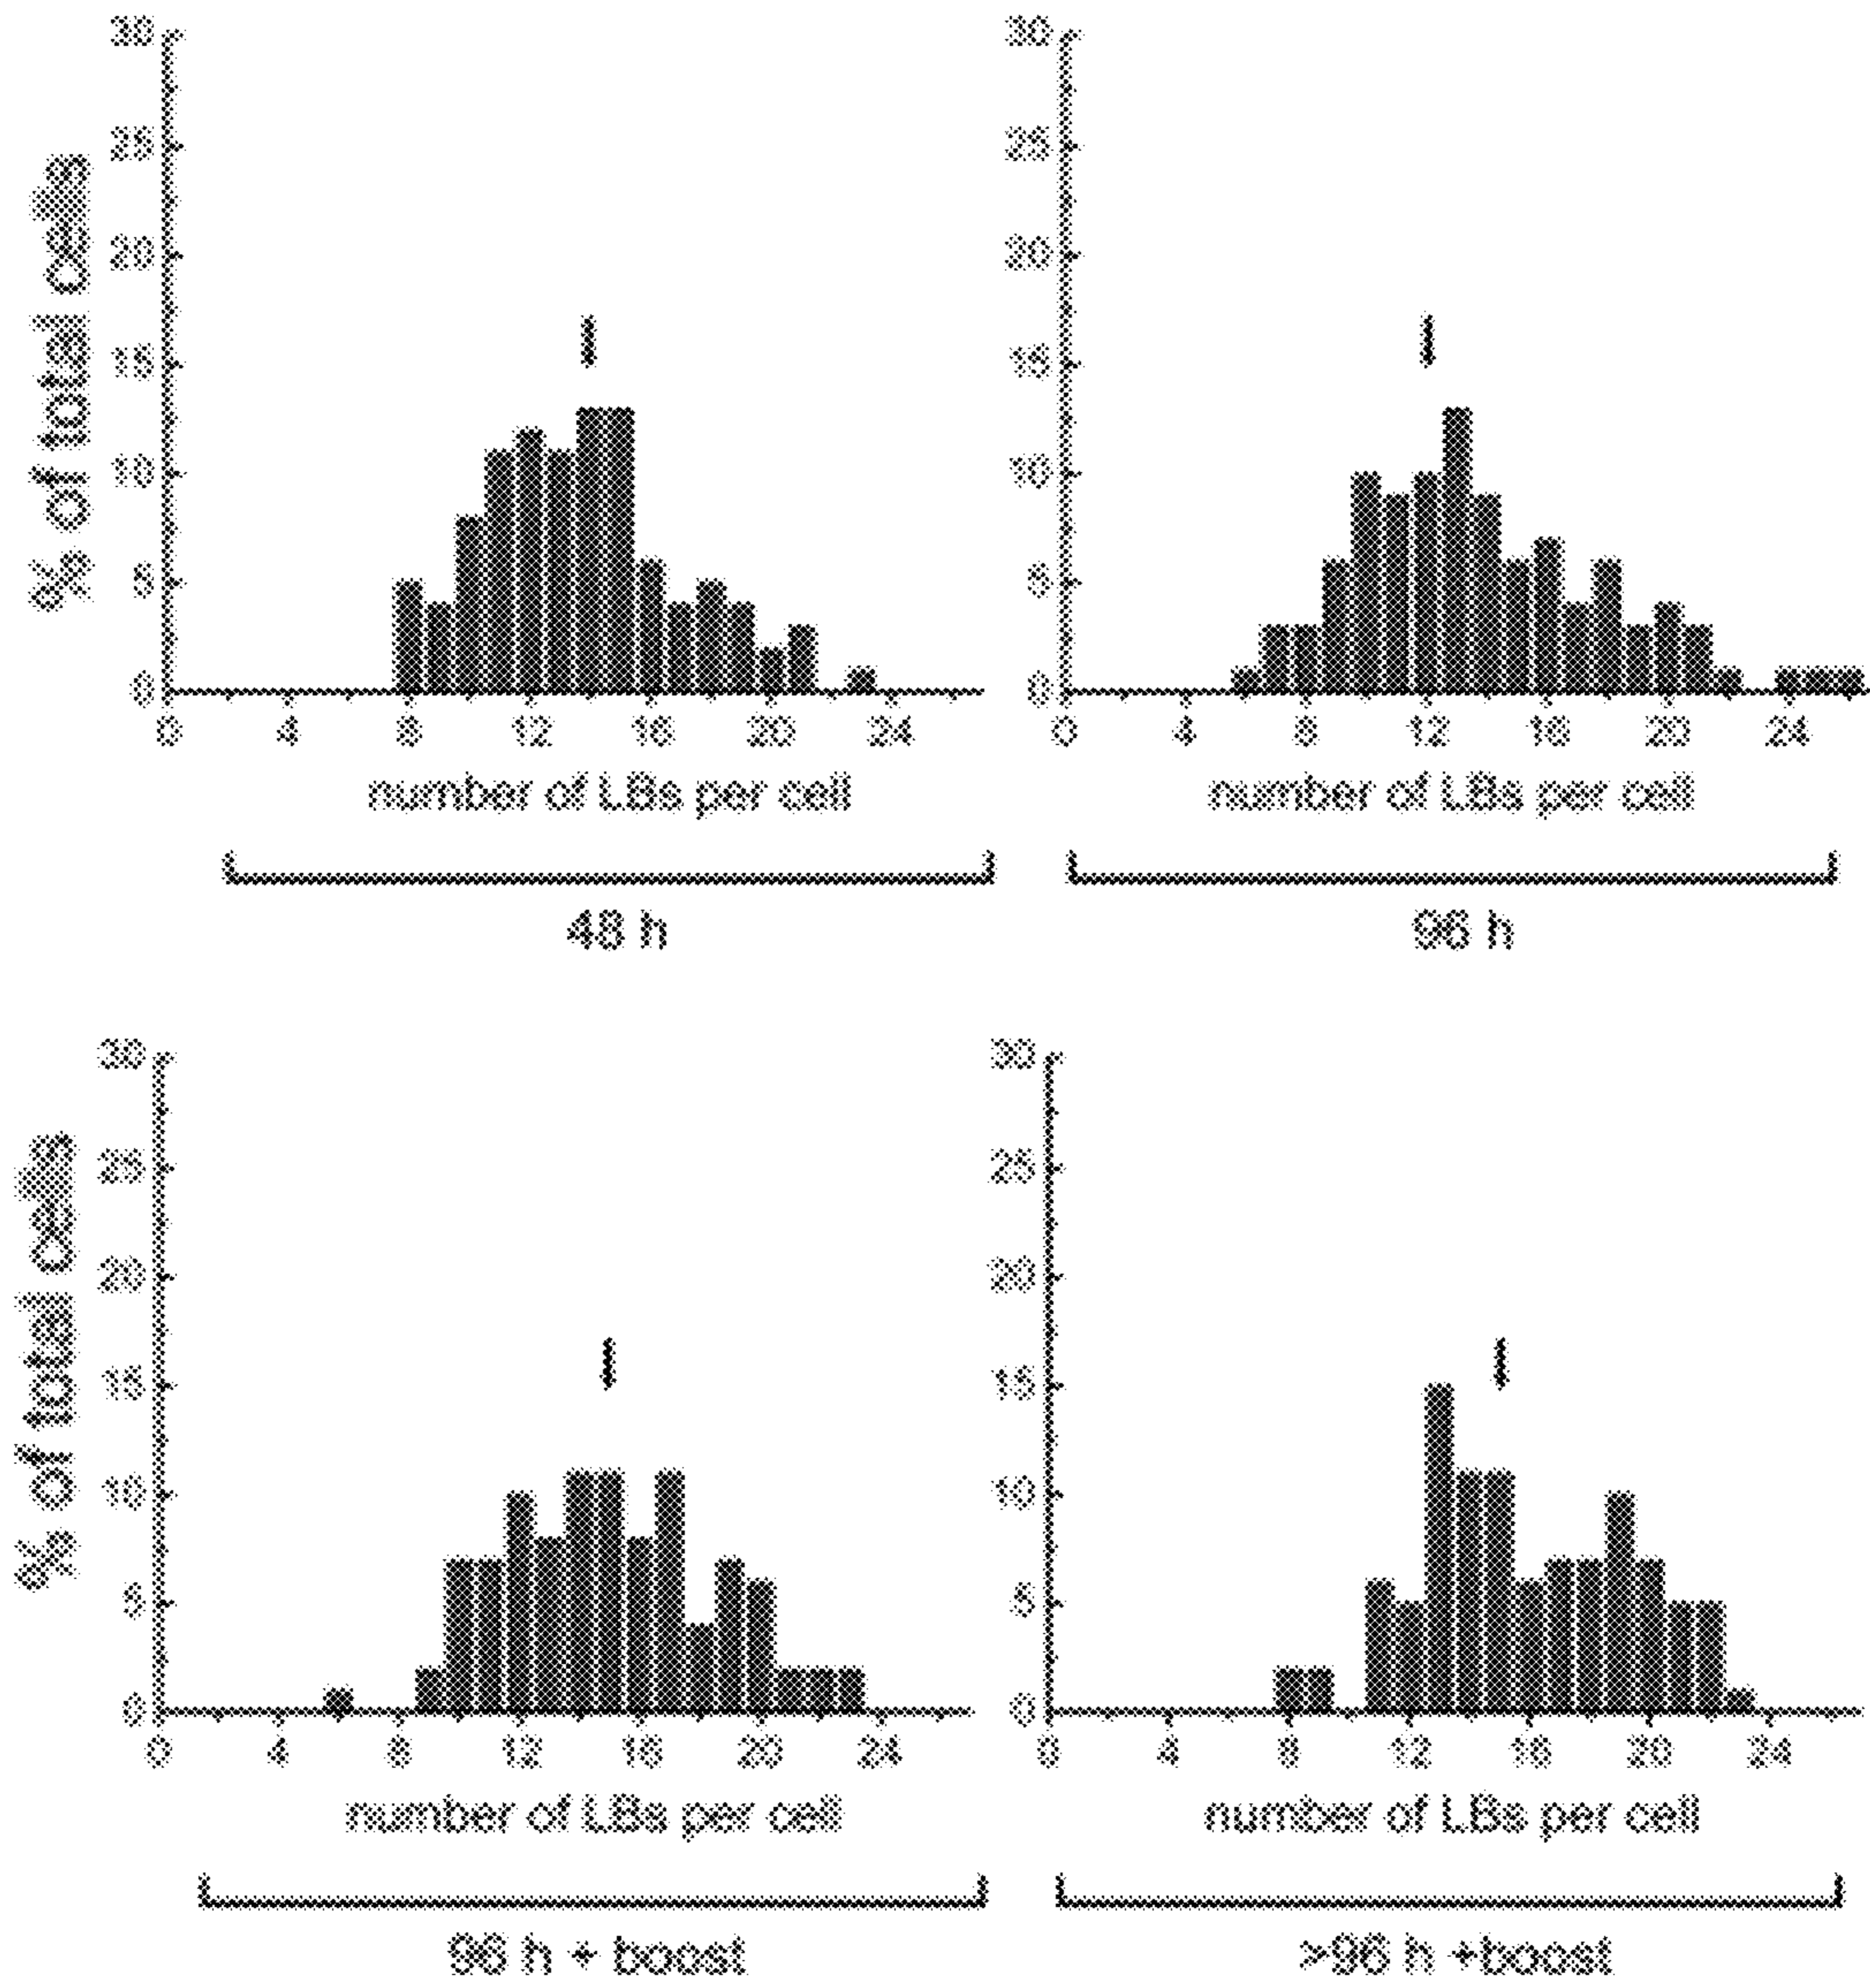 % of total cells
30
25
20
15
10
5
0
0 4 8 12 16 20 24
number of LBs per cell
48 h
30
25
20
15
10
5
0
0 4 8 12 16 20 24
number of LBs per cell
96 h
% of total cells
30
25
20
15
10
5
0
0 4 8 12 16 20 24
number of LBs per cell
96 h + boost
30
25
20
15
10
5
0
0 4 8 12 16 20 24
number of LBs per cell
>96 h +boost